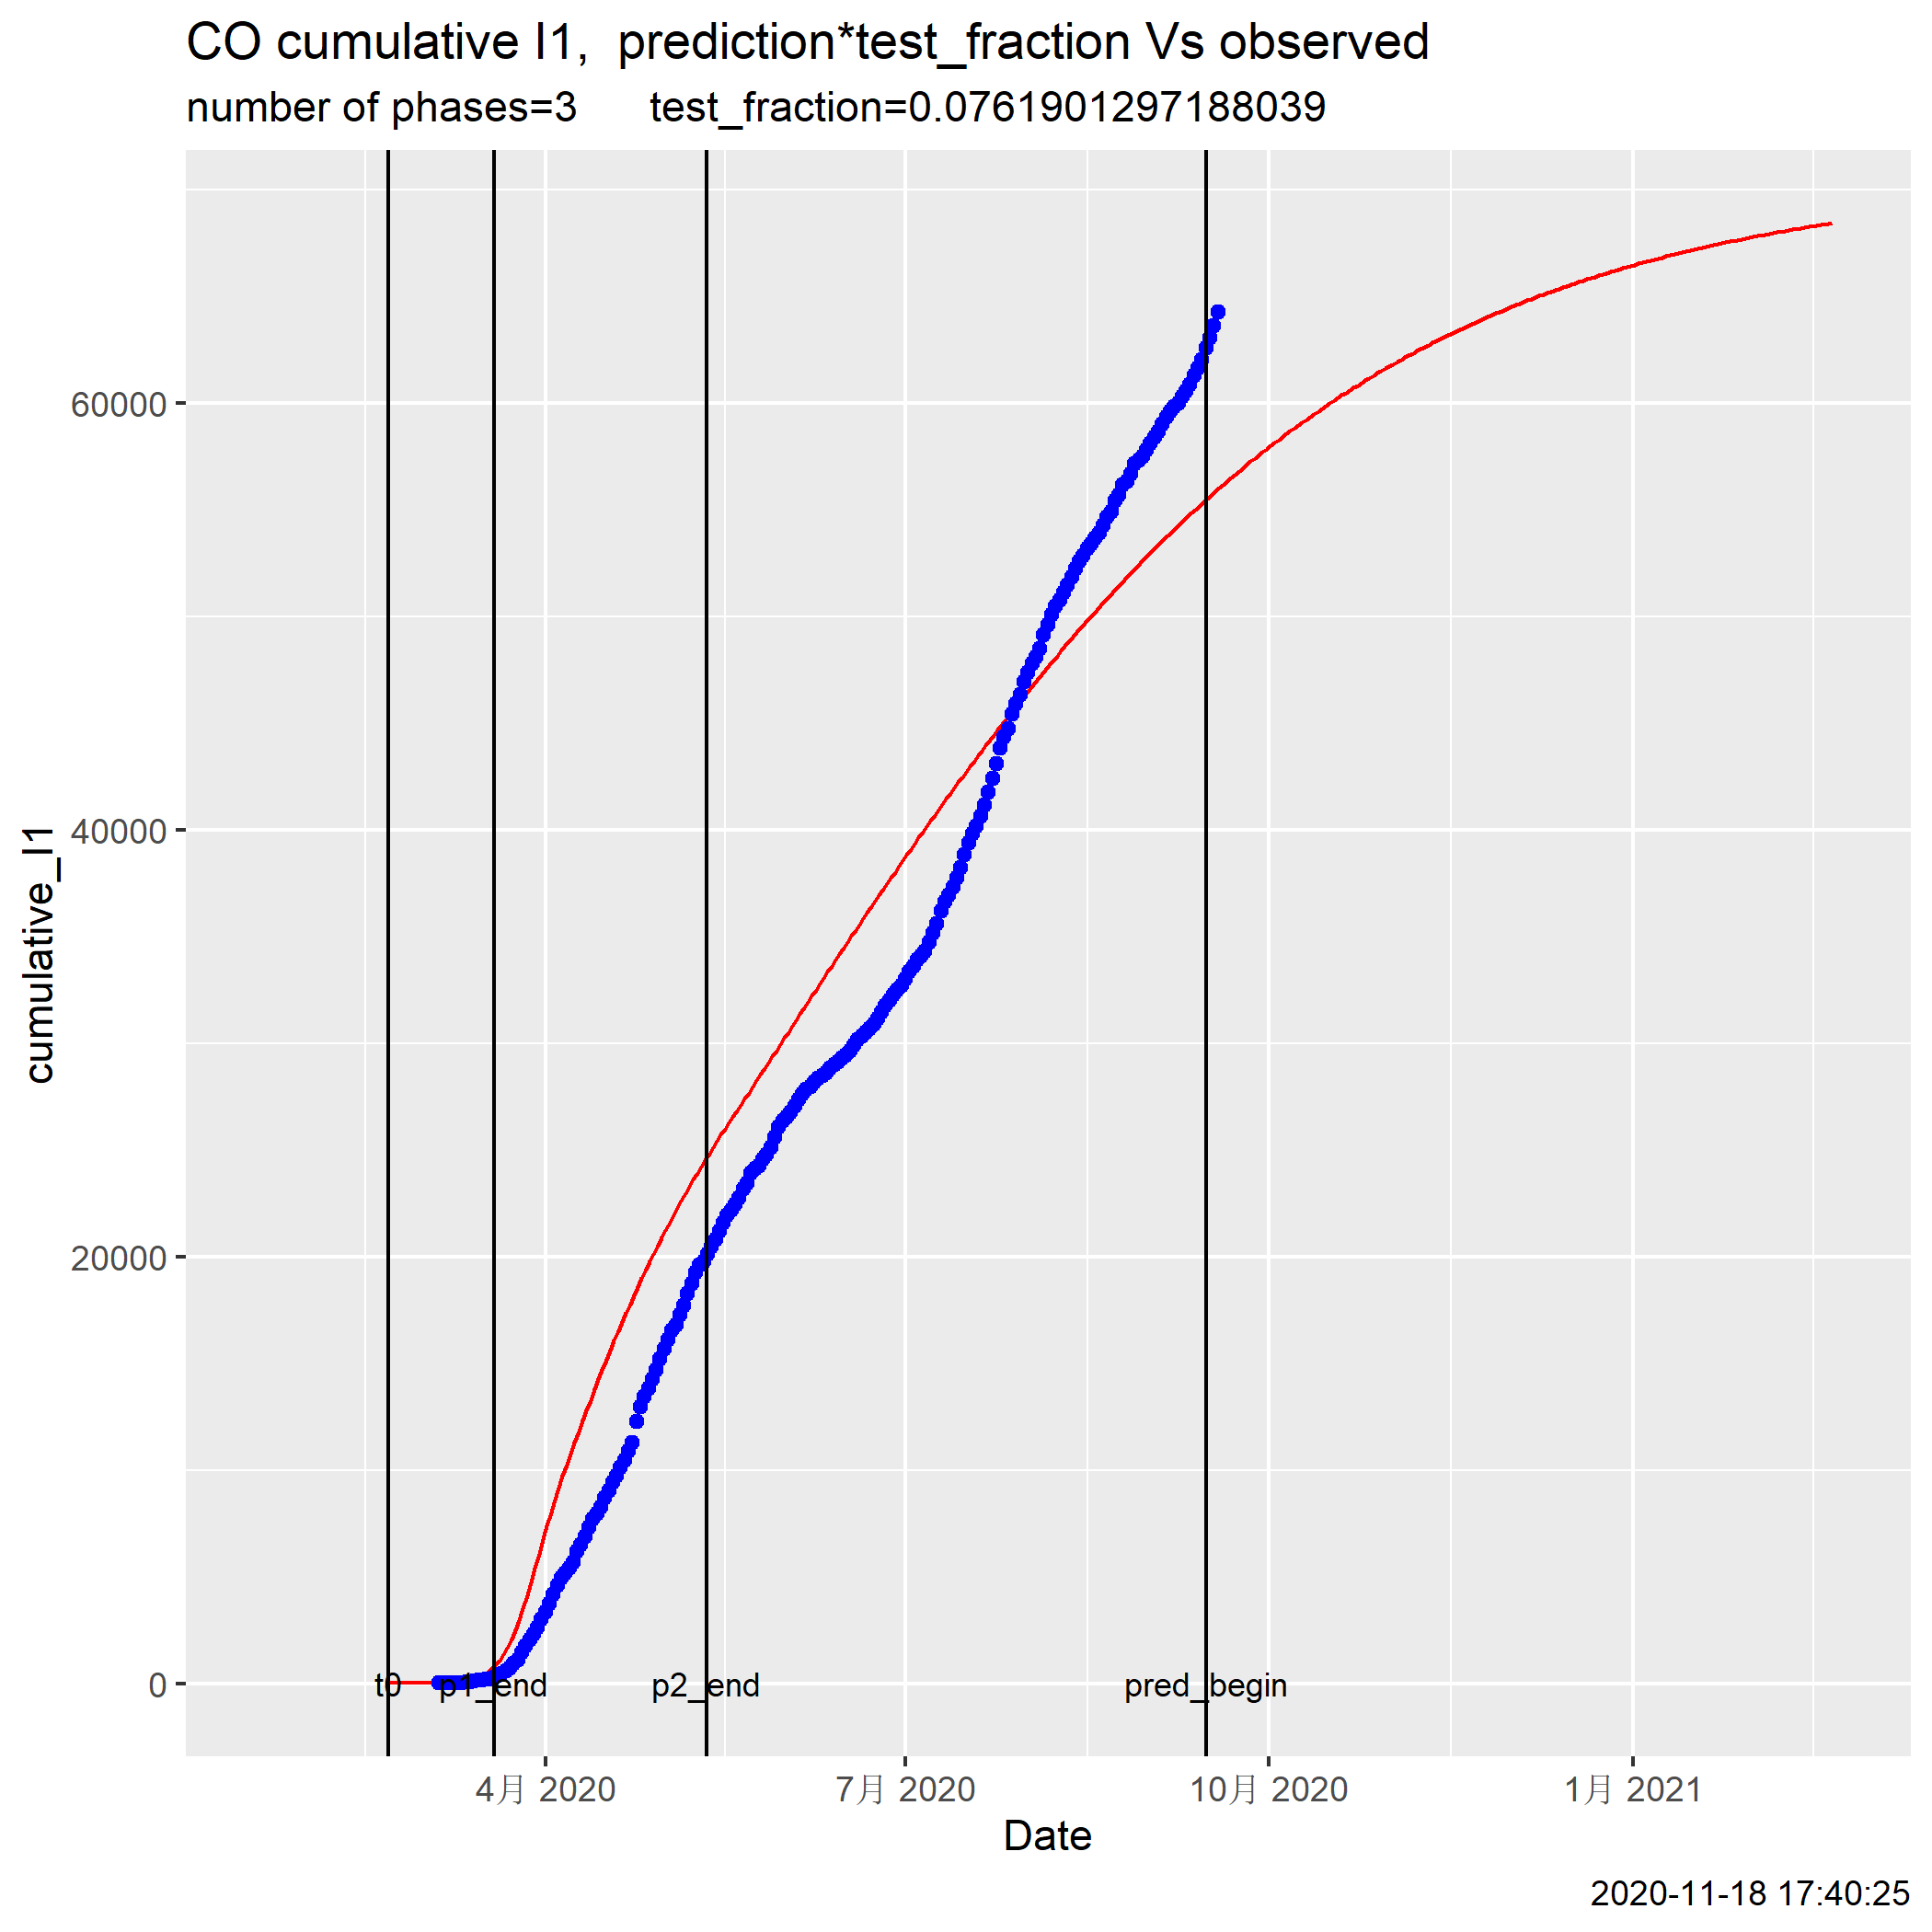 CO cumulative I1,  prediction*test_fraction Vs observed
number of phases=3      test_fraction=0.0761901297188039
cumulative_I1
60000
40000
20000
0
t0 p1_end p2_end pred_begin
4月 2020 7月 2020 10月 2020 1月 2021
Date
2020-11-18 17:40:25